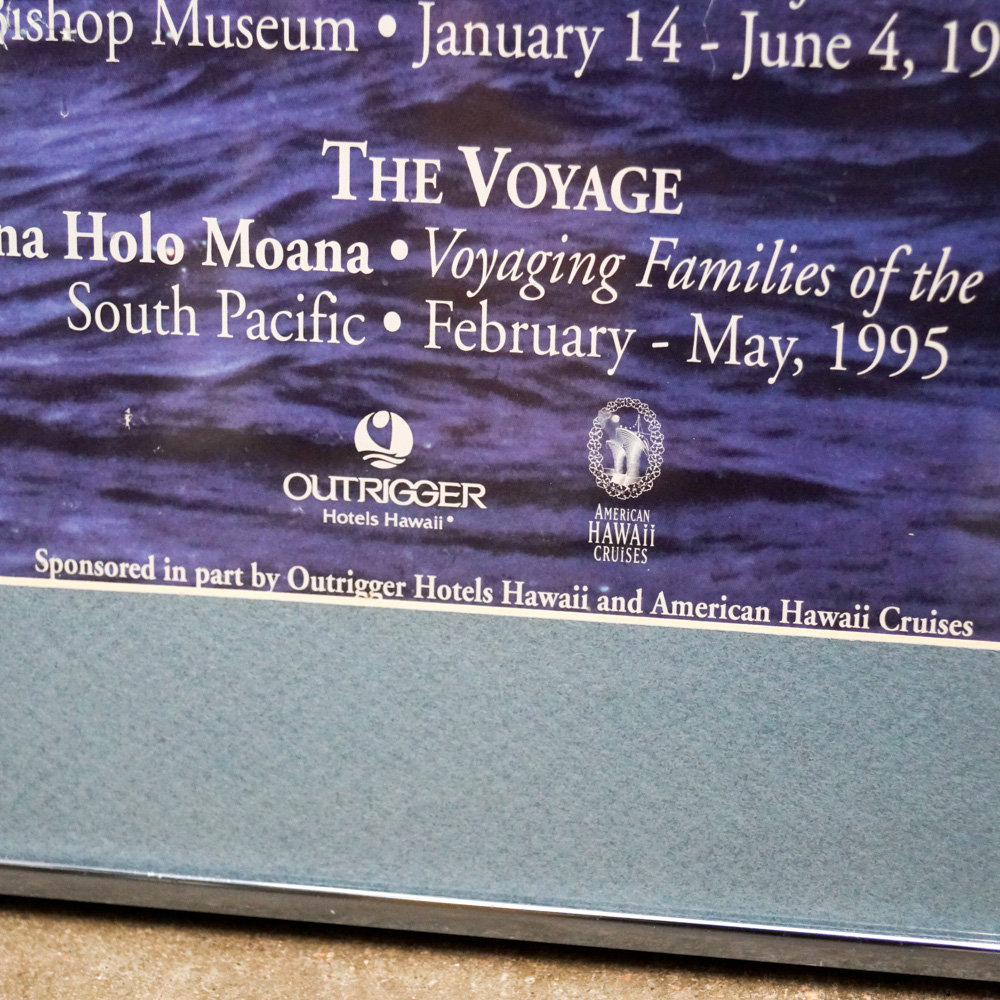 Bishop Museum • January 14 - June 4, 19
THE VOYAGE
na Holo Moana • Voyaging Families of the
South Pacific • February - May, 1995
OUTRIGGER
Hotels Hawaii®
AMERICAN
HAWAII
CRUISES
Sponsored in part by Outrigger Hotels Hawaii and American Hawaii Cruises